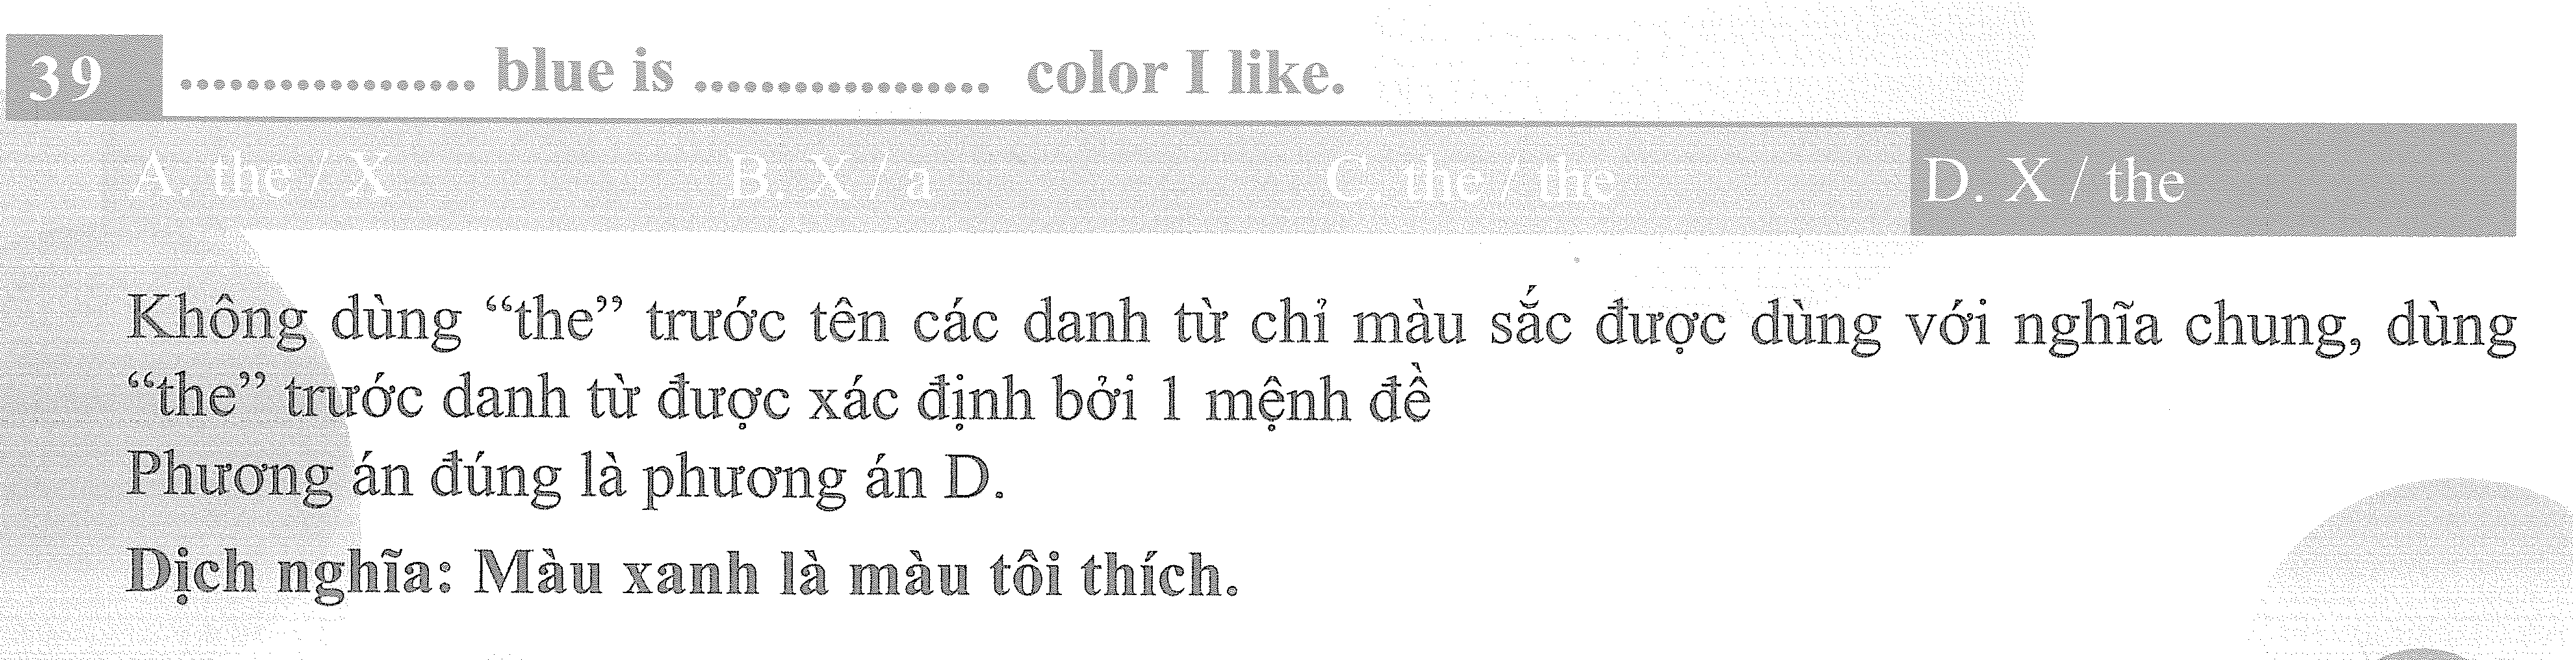 39 .................. blue is .................. color I like.
A. the / X B. X / a C. the / the D. X / the
Không dùng “the” trước tên các danh từ chỉ màu sắc được dùng với nghĩa chung, dùng
“the” trước danh từ được xác định bởi 1 mệnh đề
Phương án đúng là phương án D.
Dịch nghĩa: Màu xanh là màu tôi thích.